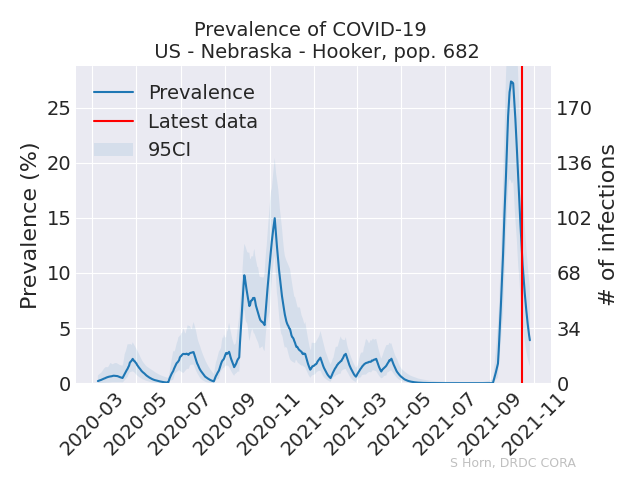 Prevalence of COVID-19
US - Nebraska - Hooker, pop. 682
Prevalence
Latest data
95CI
Prevalence (%)
25
20
15
10
5
0
170
136
102
68
34
0
# of infections
2020-03
2020-05
2020-07
2020-09
2020-11
2021-01
2021-03
2021-05
2021-07
2021-09
2021-11
S Horn, DRDC CORA